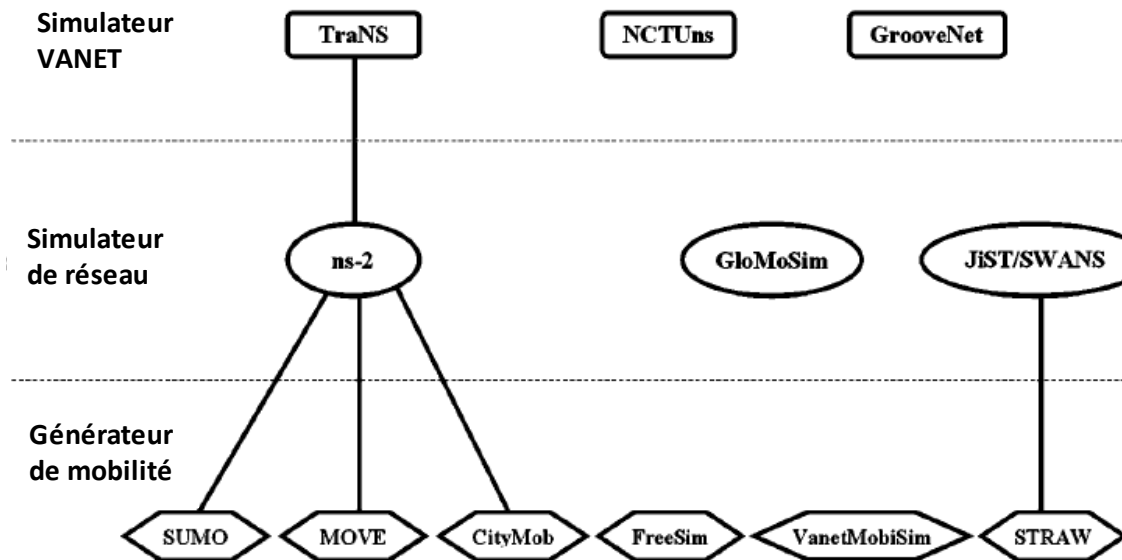 Simulateur
VANET
TraNS
NCTUns
GrooveNet
Simulateur
de réseau
ns-2
GloMoSim
JiST/SWANS
Générateur
de mobilité
SUMO
MOVE
CityMob
FreeSim
VanetMobiSim
STRAW